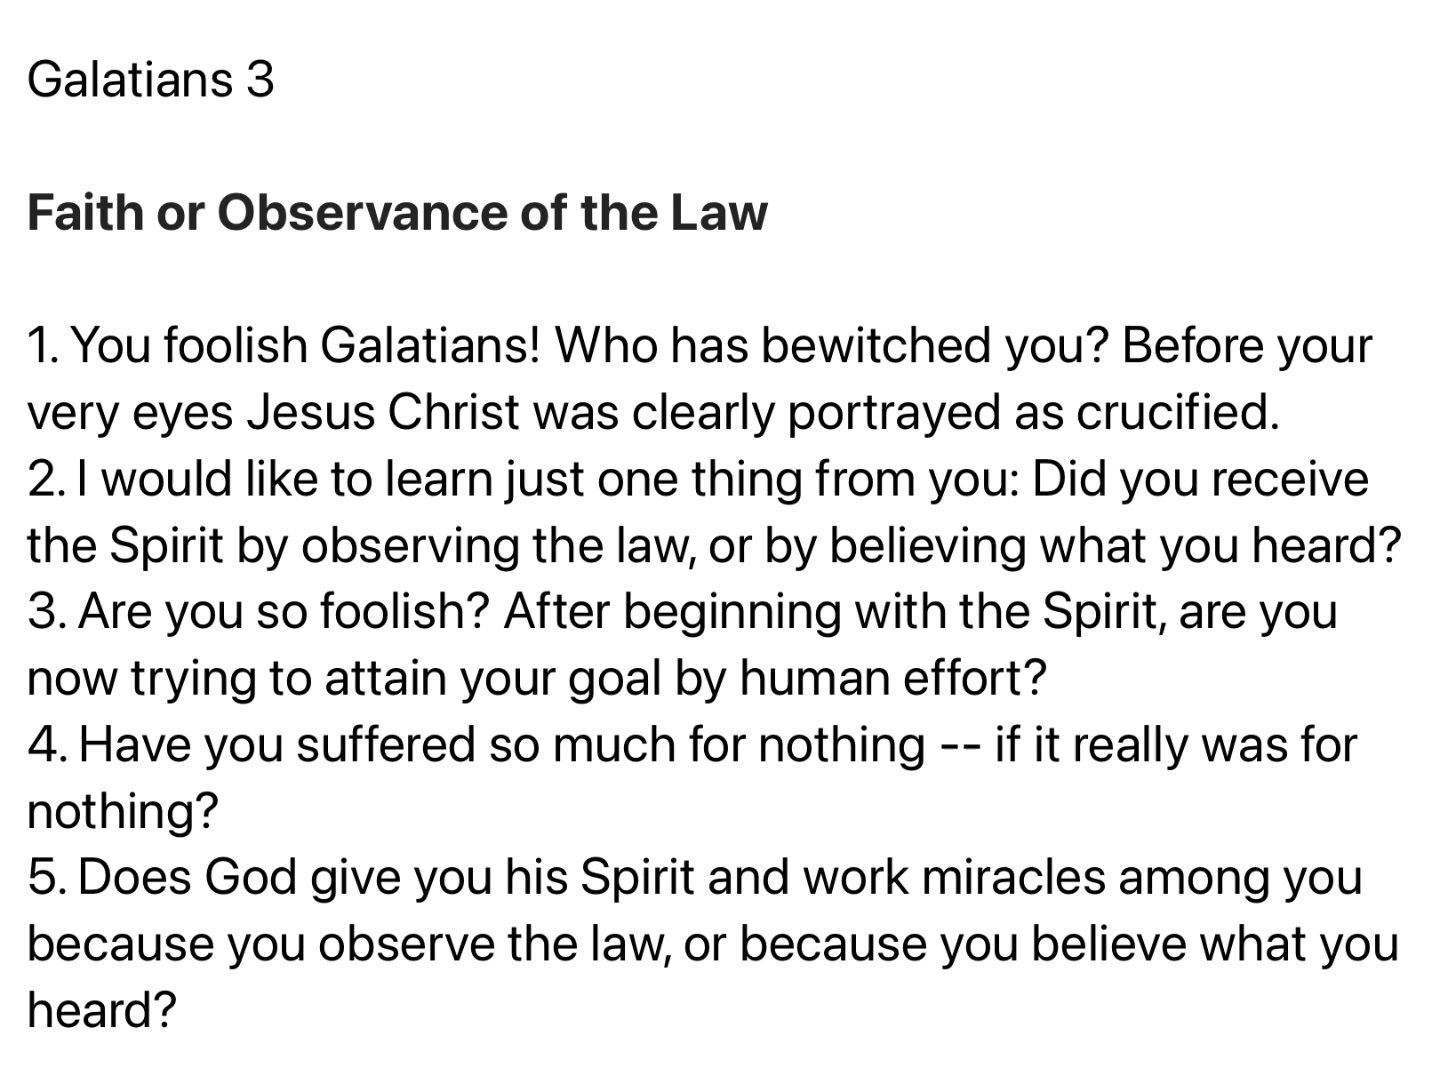 Galatians 3
Faith or Observance of the Law
1. You foolish Galatians! Who has bewitched you? Before your
very eyes Jesus Christ was clearly portrayed as crucified.
2. I would like to learn just one thing from you: Did you receive
the Spirit by observing the law, or by believing what you heard?
3. Are you so foolish? After beginning with the Spirit, are you
now trying to attain your goal by human effort?
4. Have you suffered so much for nothing -- if it really was for
nothing?
5. Does God give you his Spirit and work miracles among you
because you observe the law, or because you believe what you
heard?